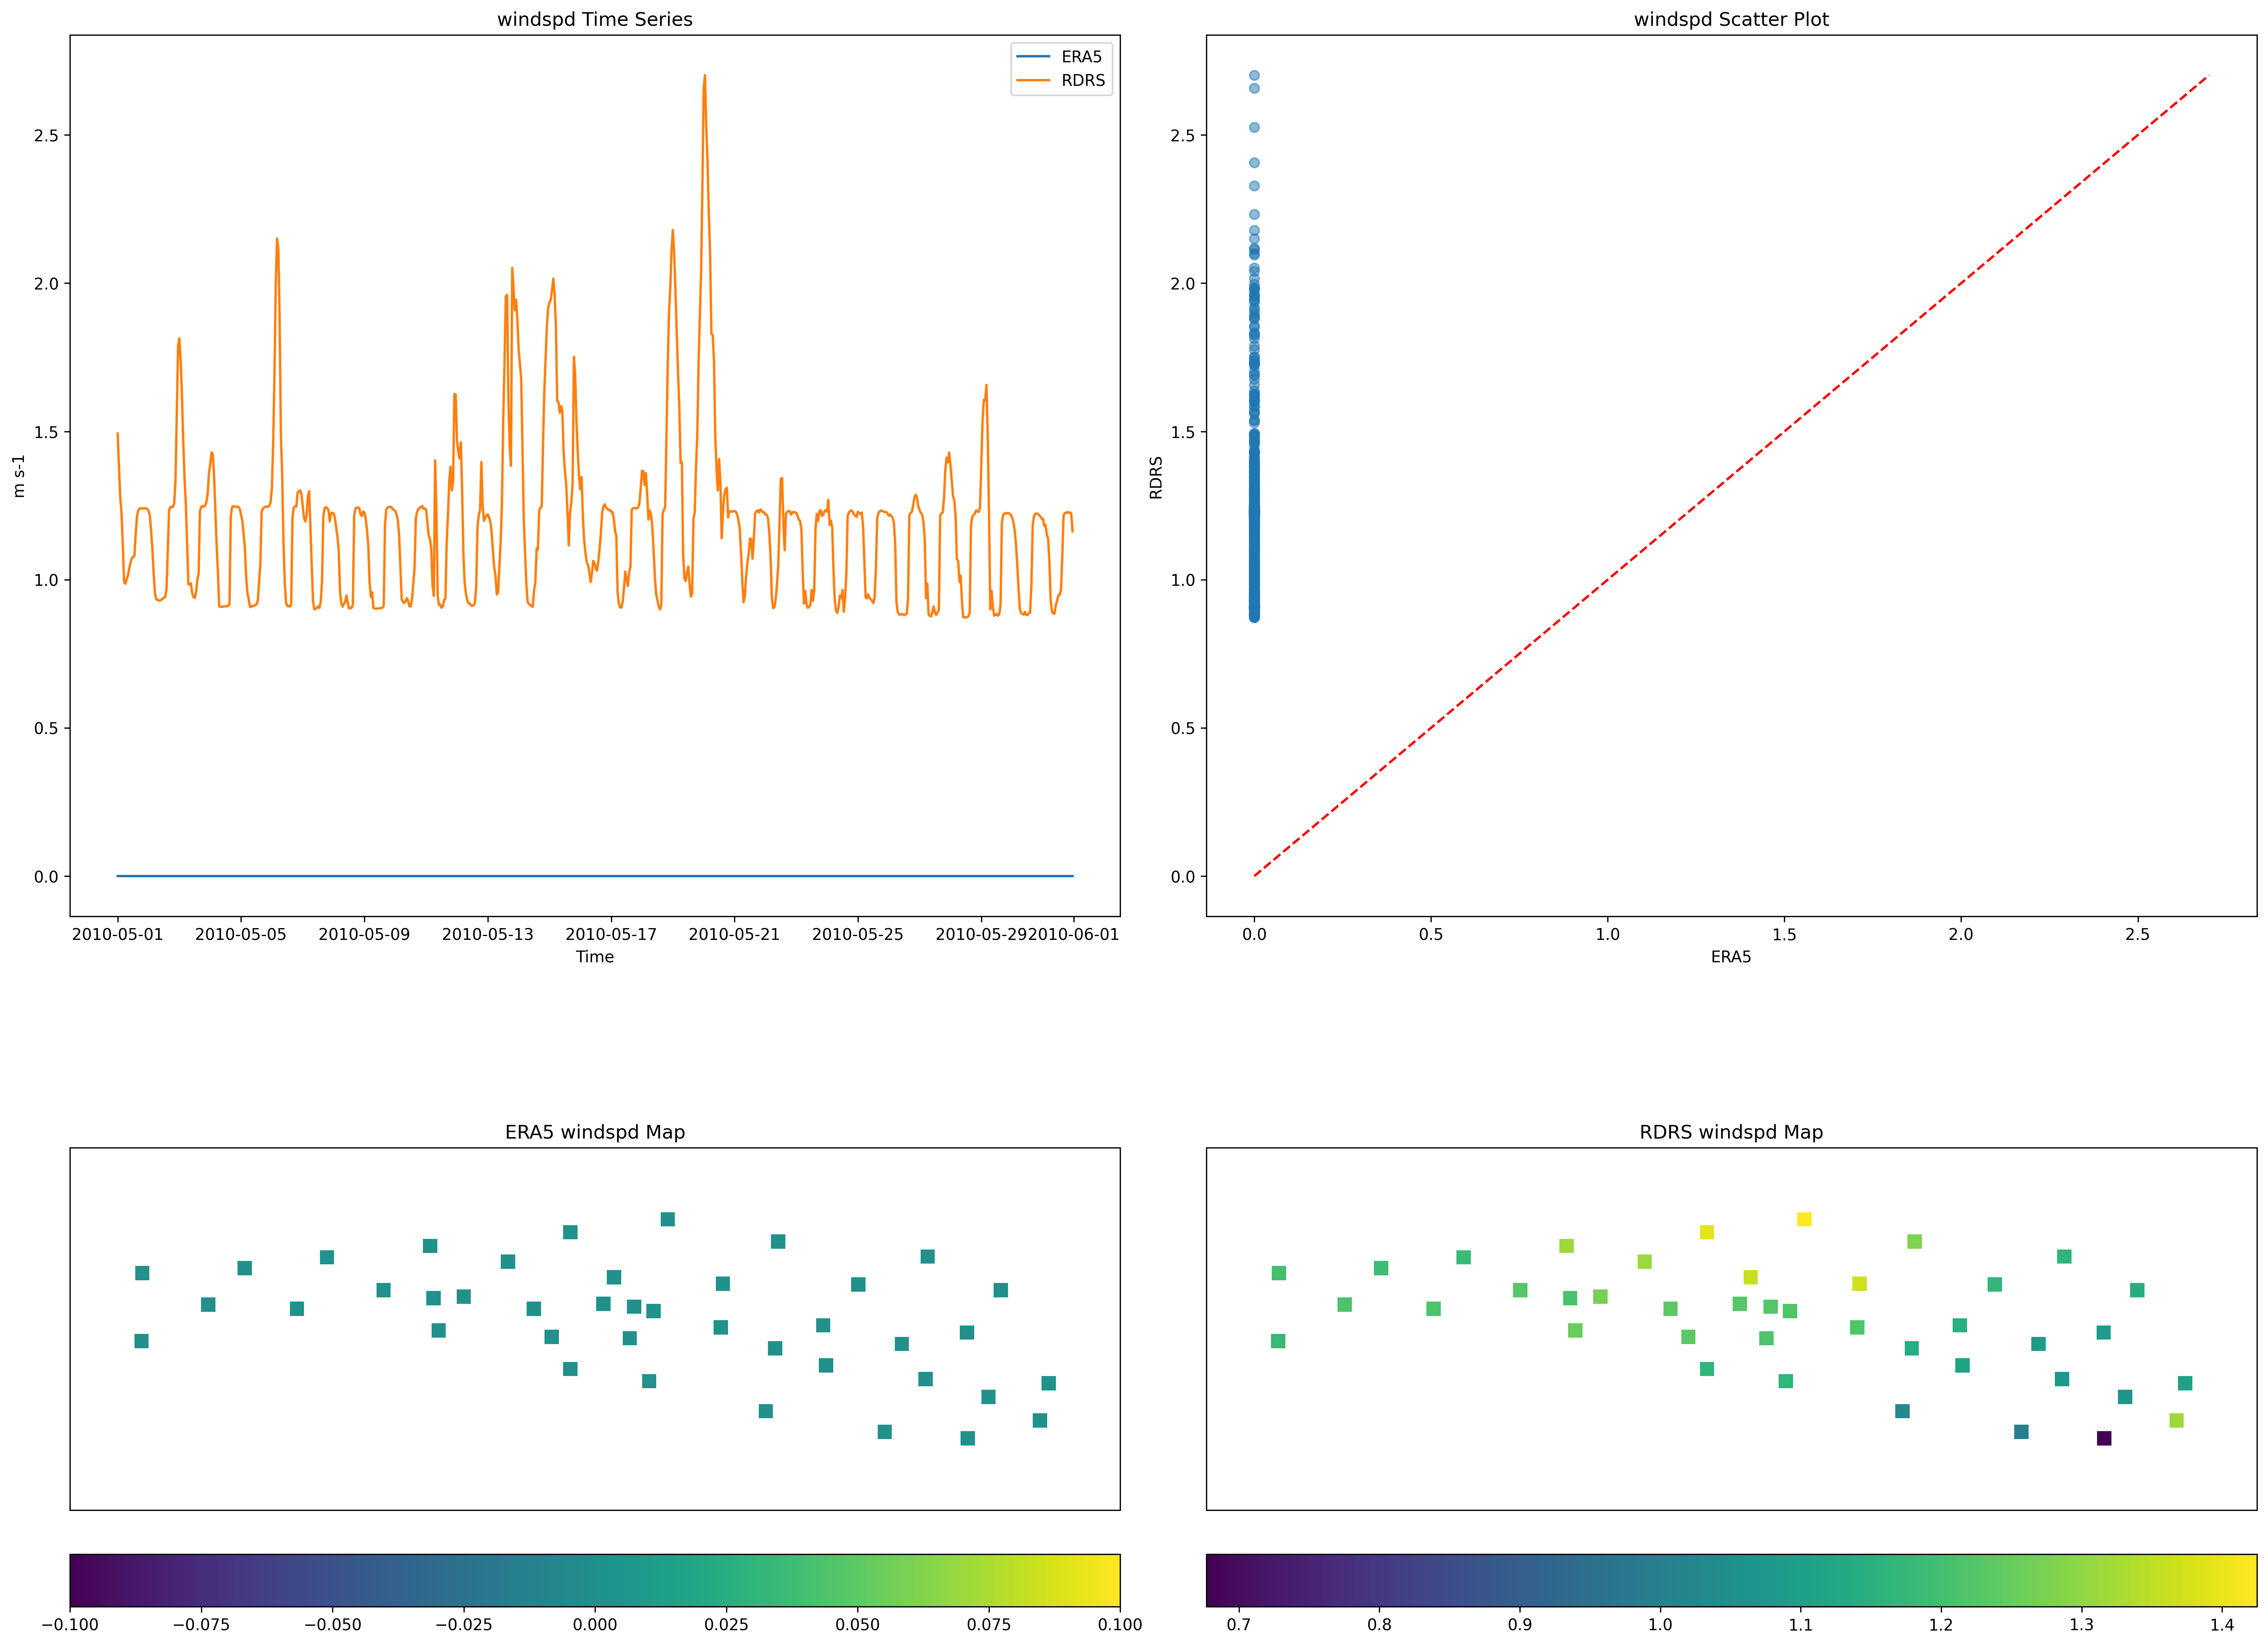 windspd Time Series
ERA5
RDRS
m s-1
2.5
2.0
1.5
1.0
0.5
0.0
2010-05-01 2010-05-05 2010-05-09 2010-05-13 2010-05-17 2010-05-21 2010-05-25 2010-05-29 2010-06-01
Time
windspd Scatter Plot
RDRS
2.5
2.0
1.5
1.0
0.5
0.0
0.0 0.5 1.0 1.5 2.0 2.5
ERA5
ERA5 windspd Map
−0.100 −0.075 −0.050 −0.025 0.000 0.025 0.050 0.075 0.100
RDRS windspd Map
0.7 0.8 0.9 1.0 1.1 1.2 1.3 1.4